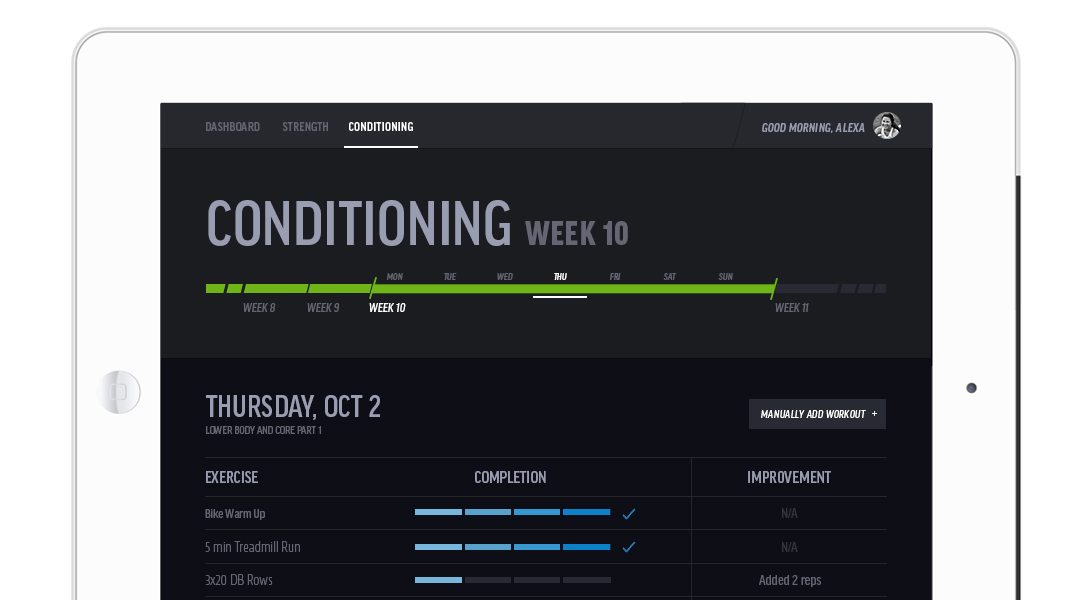 DASHBOARD STRENGTH CONDITIONING GOOD MORNING, ALEXA
CONDITIONING WEEK 10
MON TUE WED THU FRI SAT SUN
WEEK 8 WEEK 9 WEEK 10 WEEK 11
THURSDAY, OCT 2
LOWER BODY AND CORE PART 1
MANUALLY ADD WORKOUT +
EXERCISE COMPLETION IMPROVEMENT
Bike Warm Up N/A
5 min Treadmill Run N/A
3x20 DB Rows Added 2 reps